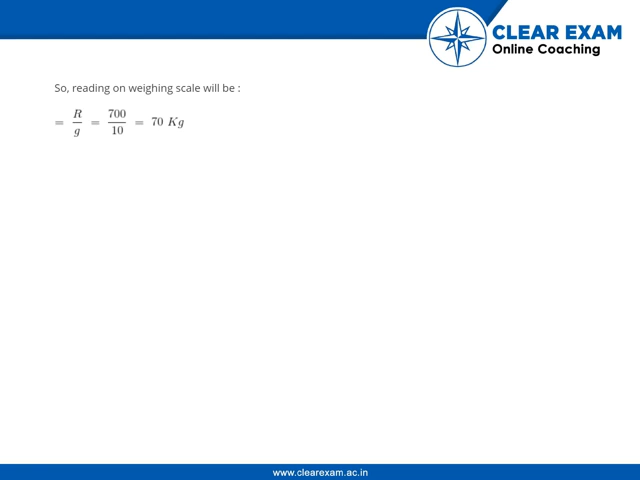 CLEAR EXAM
Online Coaching
So, reading on weighing scale will be :
= R/g = 700/10 = 70 Kg
www.clearexam.ac.in